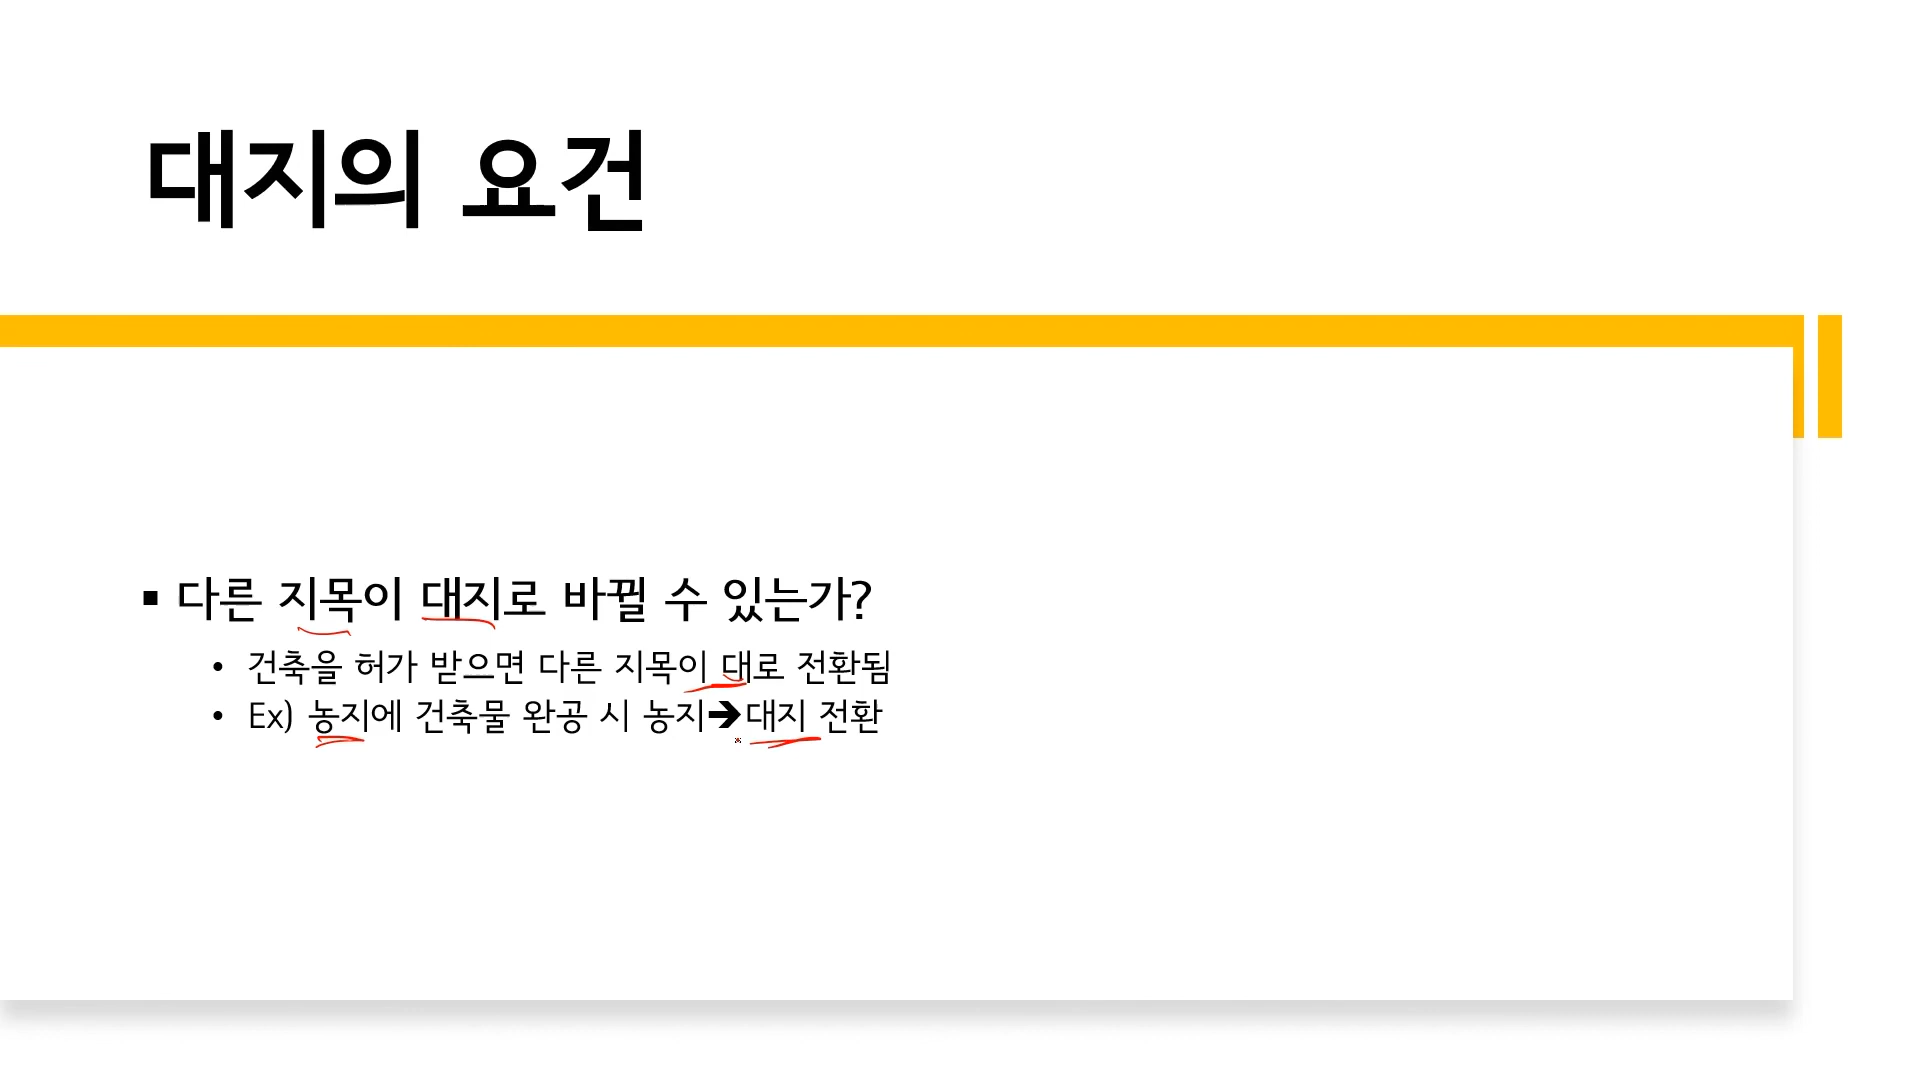 대지의 요건
▪ 다른 지목이 대지로 바뀔 수 있는가?
• 건축을 허가 받으면 다른 지목이 대로 전환됨
• Ex) 농지에 건축물 완공 시 농지➔대지 전환